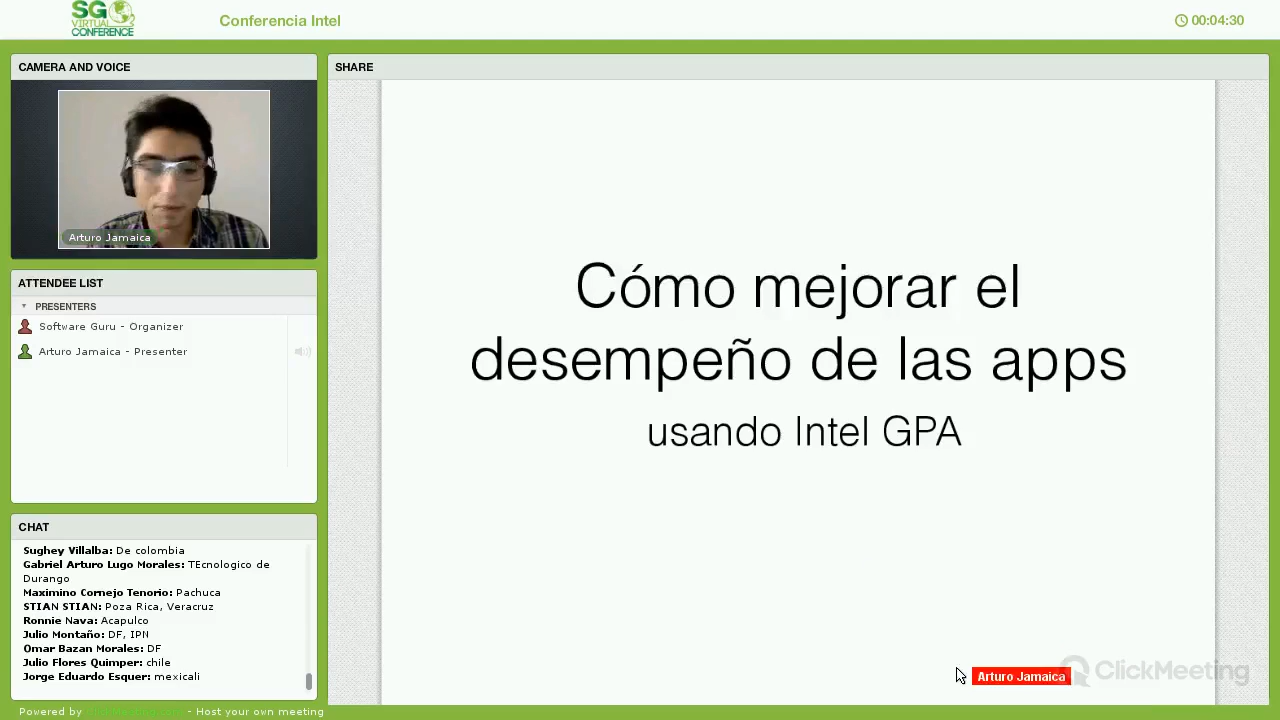 SG
VIRTUAL
CONFERENCE
Conferencia Intel
00:04:30
CAMERA AND VOICE
Arturo Jamaica
ATTENDEE LIST
PRESENTERS
Software Guru - Organizer
Arturo Jamaica - Presenter
CHAT
Sughey Villalba: De colombia
Gabriel Arturo Lugo Morales: TEcnologico de
Durango
Maximino Cornejo Tenorio: Pachuca
STIAN STIAN: Poza Rica, Veracruz
Ronnie Nava: Acapulco
Julio Montaño: DF, IPN
Omar Bazan Morales: DF
Julio Flores Quimper: chile
Jorge Eduardo Esquer: mexicali
Powered by - Host your own meeting
SHARE
Cómo mejorar el
desempeño de las apps
usando Intel GPA
Arturo Jamaica
ClickMeeting